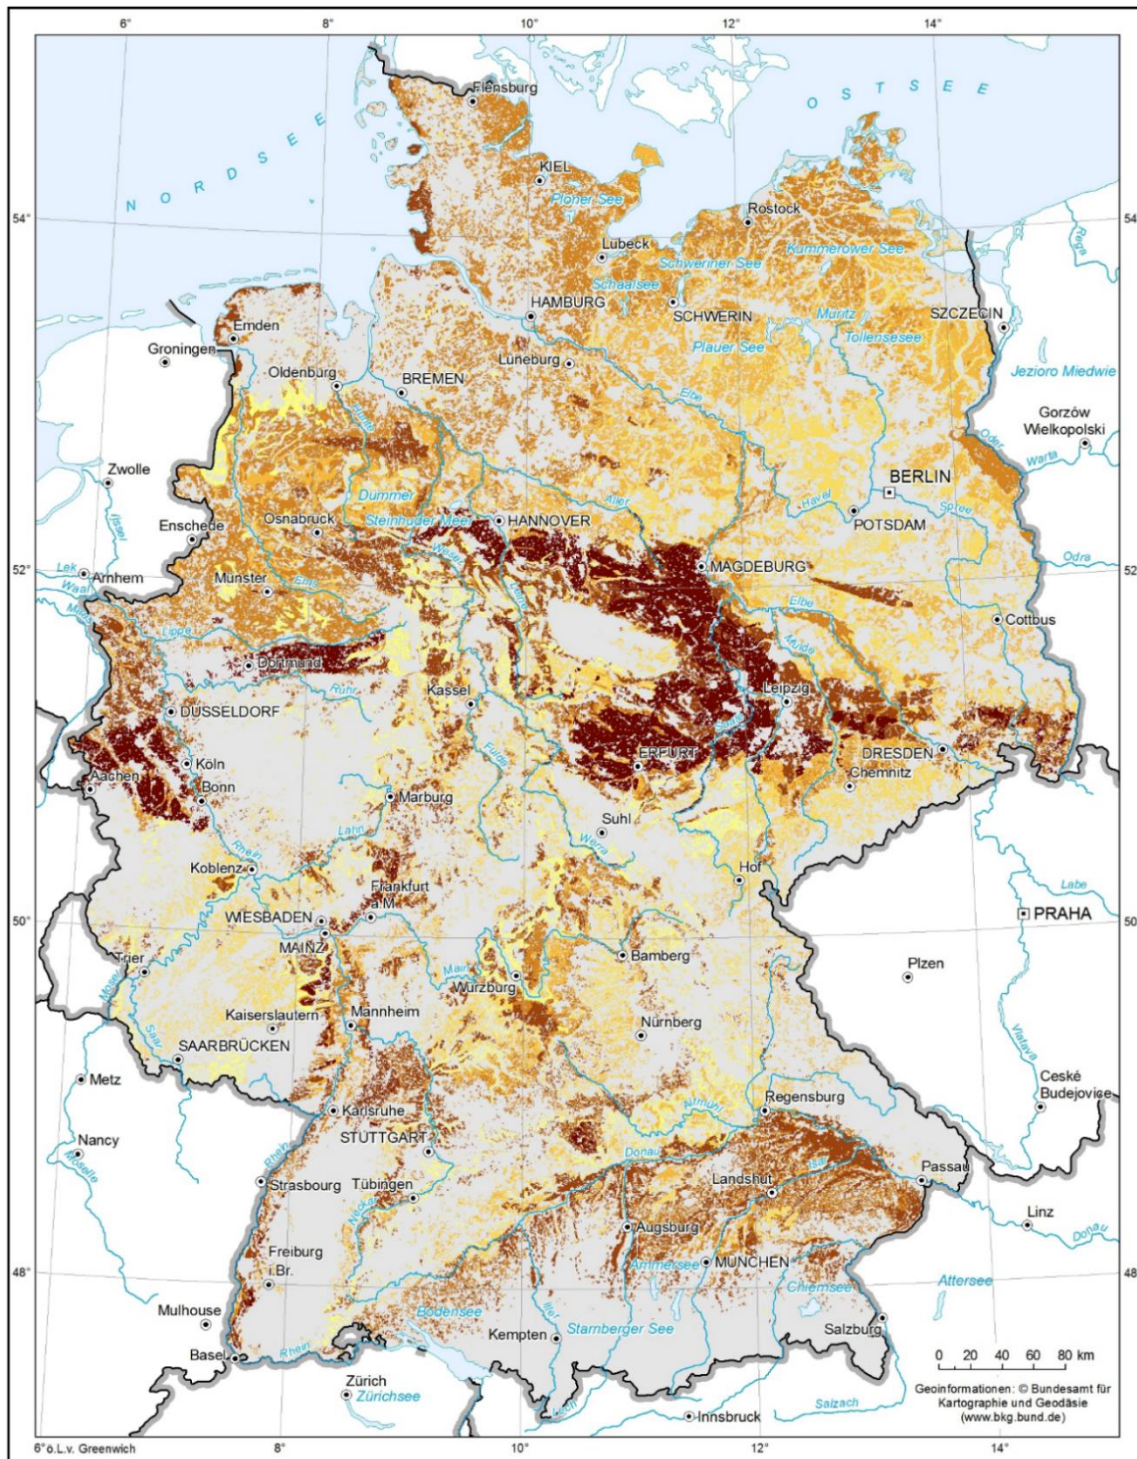 6°
8°
10°
12°
14°
Flensburg
OSTSEE
NORDSEE
KIEL
Plöner See
54°
54°
Rostock
Lübeck
Kummerower See
Schweriner See
Schaalsee
Rega
HAMBURG
SCHWERIN
Müritz
SZCZECIN
Emden
Plauer See
Tollensesee
Groningen
Lüneburg
Jezioro Miedwie
Oldenburg
BREMEN
Elbe
Hunte
Gorzów
Wielkopolski
Oder
Warta
Zwolle
BERLIN
Dümmer
Aller
Havel
IJssel
Osnabrück
Steinhuder Meer
HANNOVER
POTSDAM
Spree
Enschede
Weser
52°
52°
Lek
Arnhem
MAGDEBURG
Odra
Waal
Münster
Ems
Leine
Maas
Elbe
Cottbus
Lippe
Mulde
Dortmund
Ruhr
Kassel
Leipzig
DÜSSELDORF
Saale
Fulda
ERFURT
DRESDEN
Köln
Aachen
Chemnitz
Bonn
Marburg
Suhl
Lahn
Werra
Rhein
Koblenz
Hof
Frankfurt
a.M.
Labe
50°
WIESBADEN
PRAHA
50°
MAINZ
Bamberg
Trier
Main
Plzen
Mosel
Würzburg
Kaiserslautern
Mannheim
Nürnberg
Saar
SAARBRÜCKEN
Vlatava
Metz
České
Budejovice
Karlsruhe
Altmühl
Regensburg
STUTTGART
Nancy
Donau
Moselle
Rhein
Isar
Passau
Strasbourg
Tübingen
Landshut
Neckar
Linz
Augsburg
Donau
Freiburg
i.Br.
Ammersee
MÜNCHEN
48°
48°
Chiemsee
Attersee
Mulhouse
Bodensee
Iller
Kempten
Starnberger See
Salzburg
Basel
Rhein
0 20 40 60 80 km
Zürich
Zürichsee
Lech
Innsbruck
Salzach
Geoinformationen: © Bundesamt für
Kartographie und Geodäsie
(www.bkg.bund.de)
6° ö.L.v. Greenwich
8°
10°
12°
14°